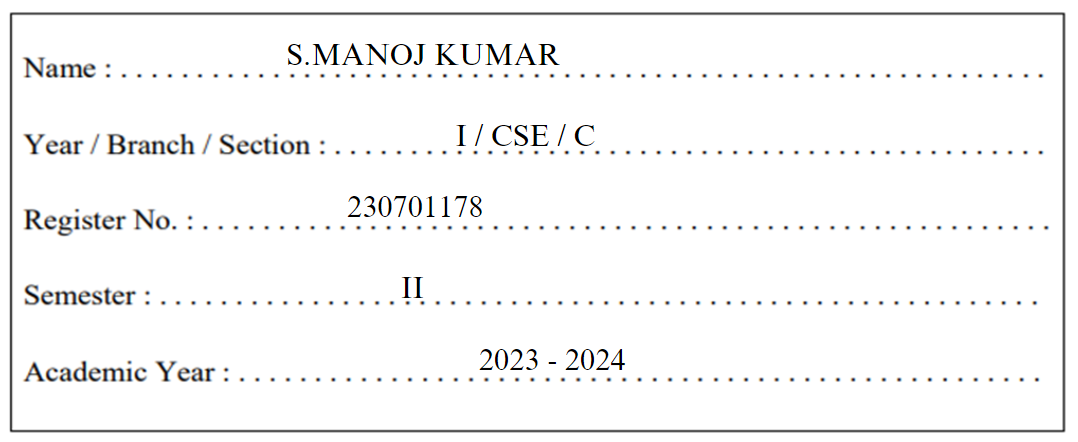 Name : . . . . . . . . . . S.MANOJ KUMAR . . . . . . . . . . . . . . . . . . . . . . . . . . . . . . . .
Year / Branch / Section : . . . . . . . . I / CSE / C . . . . . . . . . . . . . . . . . . . . . . . . . . . . .
Register No. : . . . . . . . . . . 230701178 . . . . . . . . . . . . . . . . . . . . . . . . . . . . . . . . . . . . .
Semester : . . . . . . . . . . . . . . . . II . . . . . . . . . . . . . . . . . . . . . . . . . . . . . . . . . . . . . . . .
Academic Year : . . . . . . . . . . . . . . . . 2023 - 2024 . . . . . . . . . . . . . . . . . . . . . . . . . . . .